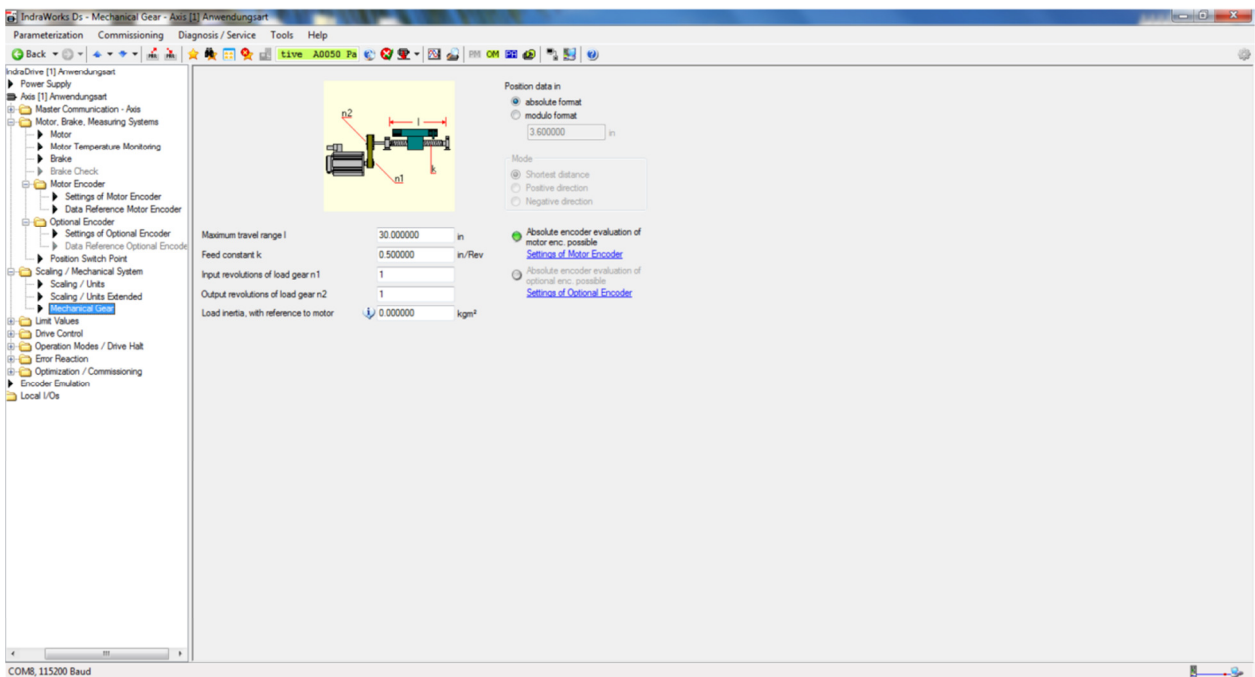 IndraWorks Ds - Mechanical Gear - Axis [1] Anwendungsart
Parameterization Commissioning Diagnosis / Service Tools Help
Back tive A0050 Pa PM OM
IndraDrive [1] Anwendungsart
Power Supply
Axis [1] Anwendungsart
Master Communication - Axis
Motor, Brake, Measuring Systems
Motor
Motor Temperature Monitoring
Brake
Brake Check
Motor Encoder
Settings of Motor Encoder
Data Reference Motor Encoder
Optional Encoder
Settings of Optional Encoder
Data Reference Optional Encode
Position Switch Point
Scaling / Mechanical System
Scaling / Units
Scaling / Units Extended
Mechanical Gear
Limit Values
Drive Control
Operation Modes / Drive Halt
Error Reaction
Optimization / Commissioning
Encoder Emulation
Local I/Os
n2
l
k
n1
Maximum travel range l 30.000000 in
Feed constant k 0.500000 in/Rev
Input revolutions of load gear n1 1
Output revolutions of load gear n2 1
Load inertia, with reference to motor 0.000000 kgm²
Position data in
absolute format
modulo format
3.600000 in
Mode
Shortest distance
Positive direction
Negative direction
Absolute encoder evaluation of
motor enc. possible
Settings of Motor Encoder
Absolute encoder evaluation of
optional enc. possible
Settings of Optional Encoder
COM8, 115200 Baud